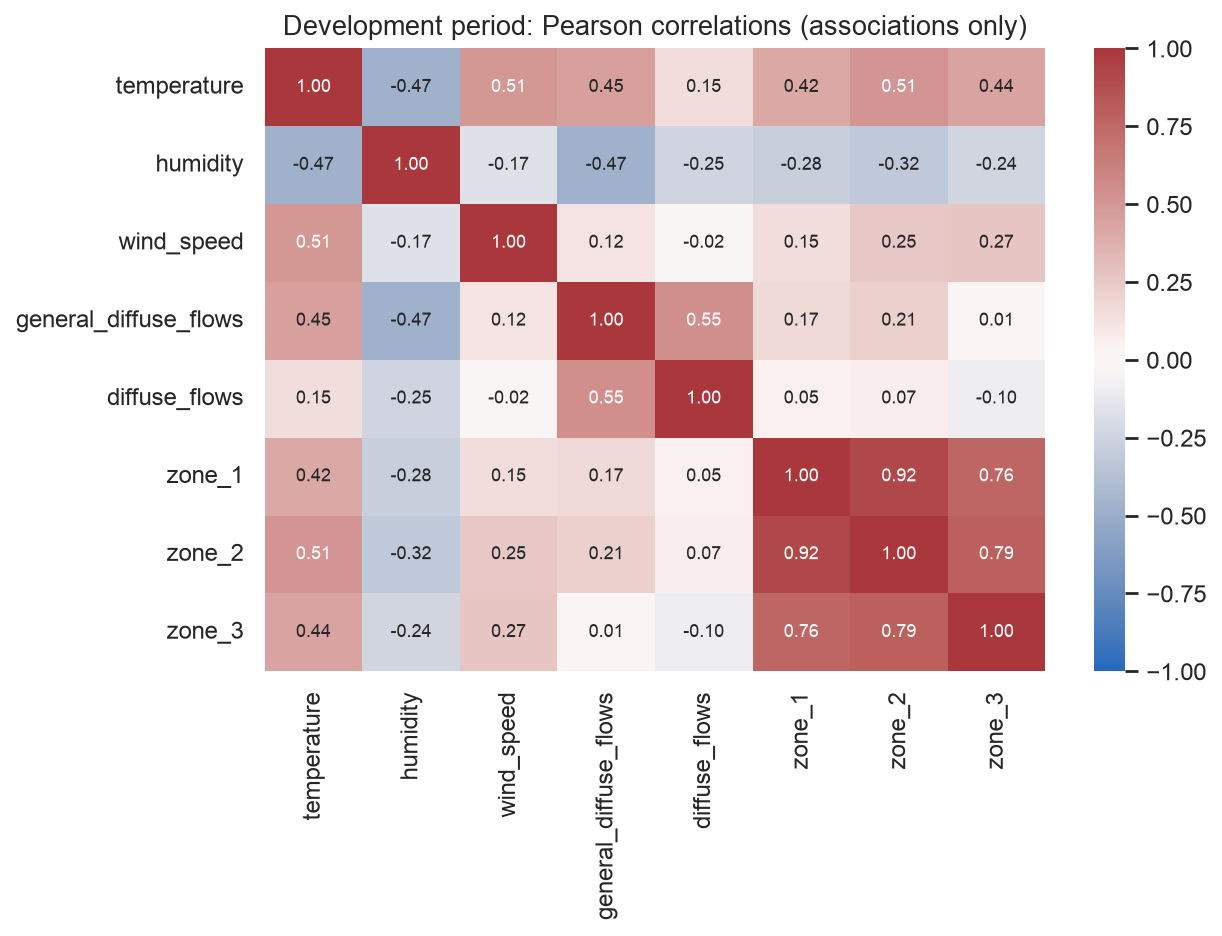 Development period: Pearson correlations (associations only)
temperature 1.00 -0.47 0.51 0.45 0.15 0.42 0.51 0.44
humidity -0.47 1.00 -0.17 -0.47 -0.25 -0.28 -0.32 -0.24
wind_speed 0.51 -0.17 1.00 0.12 -0.02 0.15 0.25 0.27
general_diffuse_flows 0.45 -0.47 0.12 1.00 0.55 0.17 0.21 0.01
diffuse_flows 0.15 -0.25 -0.02 0.55 1.00 0.05 0.07 -0.10
zone_1 0.42 -0.28 0.15 0.17 0.05 1.00 0.92 0.76
zone_2 0.51 -0.32 0.25 0.21 0.07 0.92 1.00 0.79
zone_3 0.44 -0.24 0.27 0.01 -0.10 0.76 0.79 1.00
temperature
humidity
wind_speed
general_diffuse_flows
diffuse_flows
zone_1
zone_2
zone_3
1.00
0.75
0.50
0.25
0.00
−0.25
−0.50
−0.75
−1.00